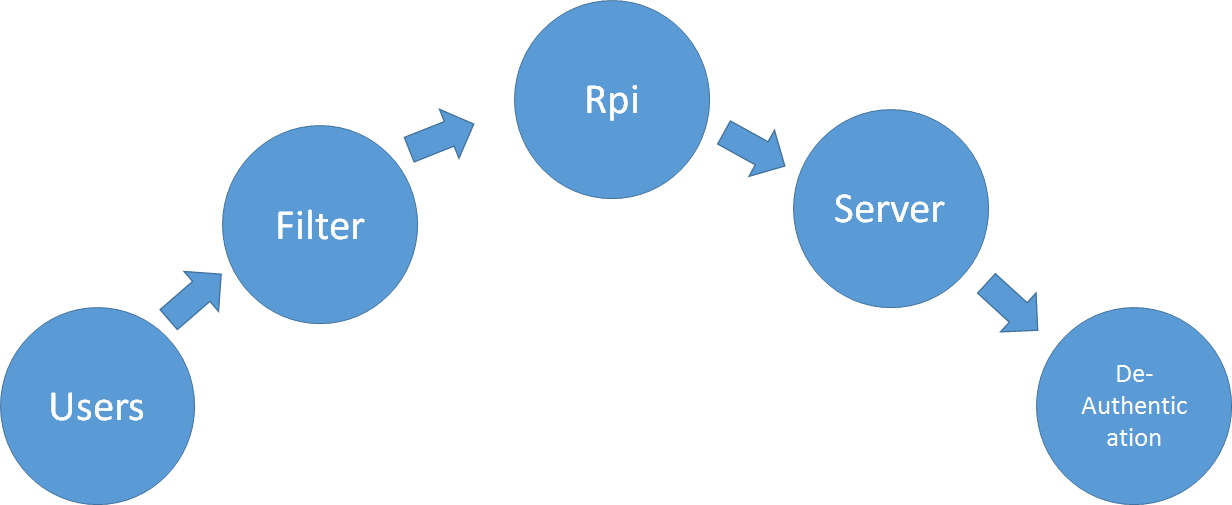 Users
Filter
Rpi
Server
De-
Authentic
ation